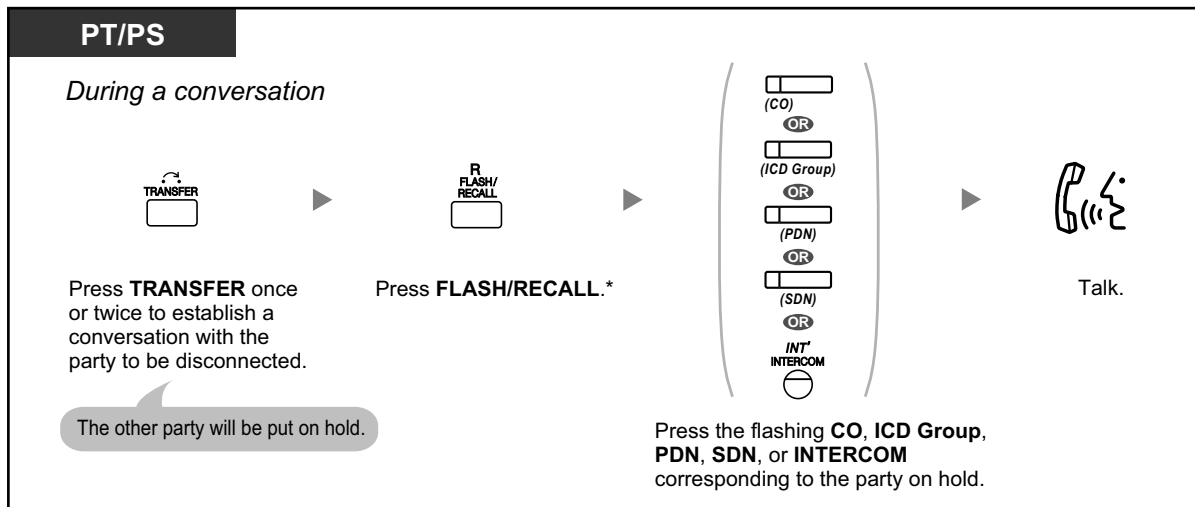 PT/PS
During a conversation
TRANSFER
Press TRANSFER once
or twice to establish a
conversation with the
party to be disconnected.
The other party will be put on hold.
R
FLASH/
RECALL
Press FLASH/RECALL.*
(CO)
OR
(ICD Group)
OR
(PDN)
OR
(SDN)
OR
INT'
INTERCOM
Press the flashing CO, ICD Group,
PDN, SDN, or INTERCOM
corresponding to the party on hold.
Talk.